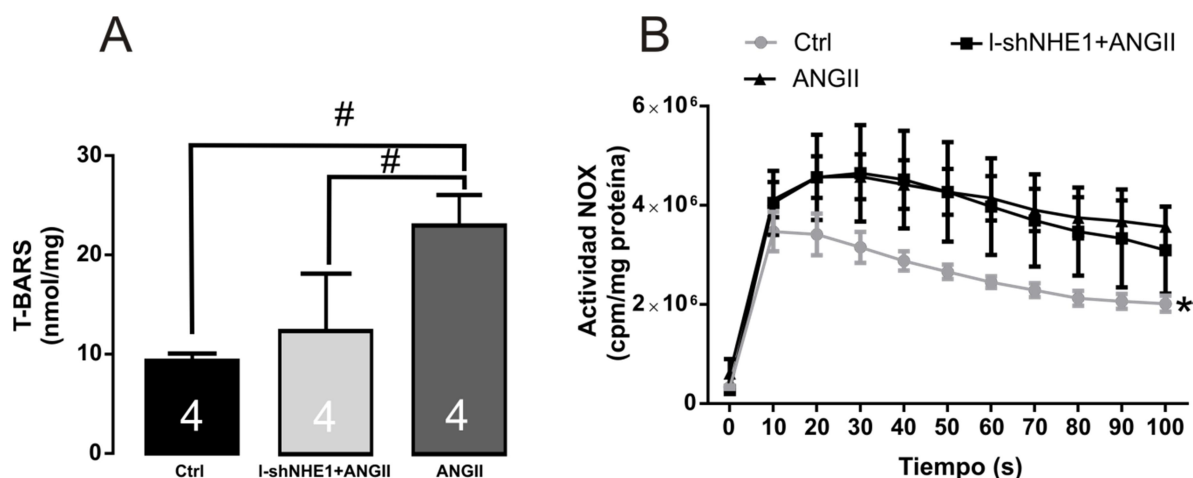 A
#
#
30
20
10
0
T-BARS
(nmol/mg)
4
4
4
Ctrl
l-shNHE1+ANGII
ANGII
B
Ctrl
l-shNHE1+ANGII
ANGII
6×10⁶
4×10⁶
2×10⁶
0
Actividad NOX
(cpm/mg proteína)
*
0 10 20 30 40 50 60 70 80 90 100
Tiempo (s)